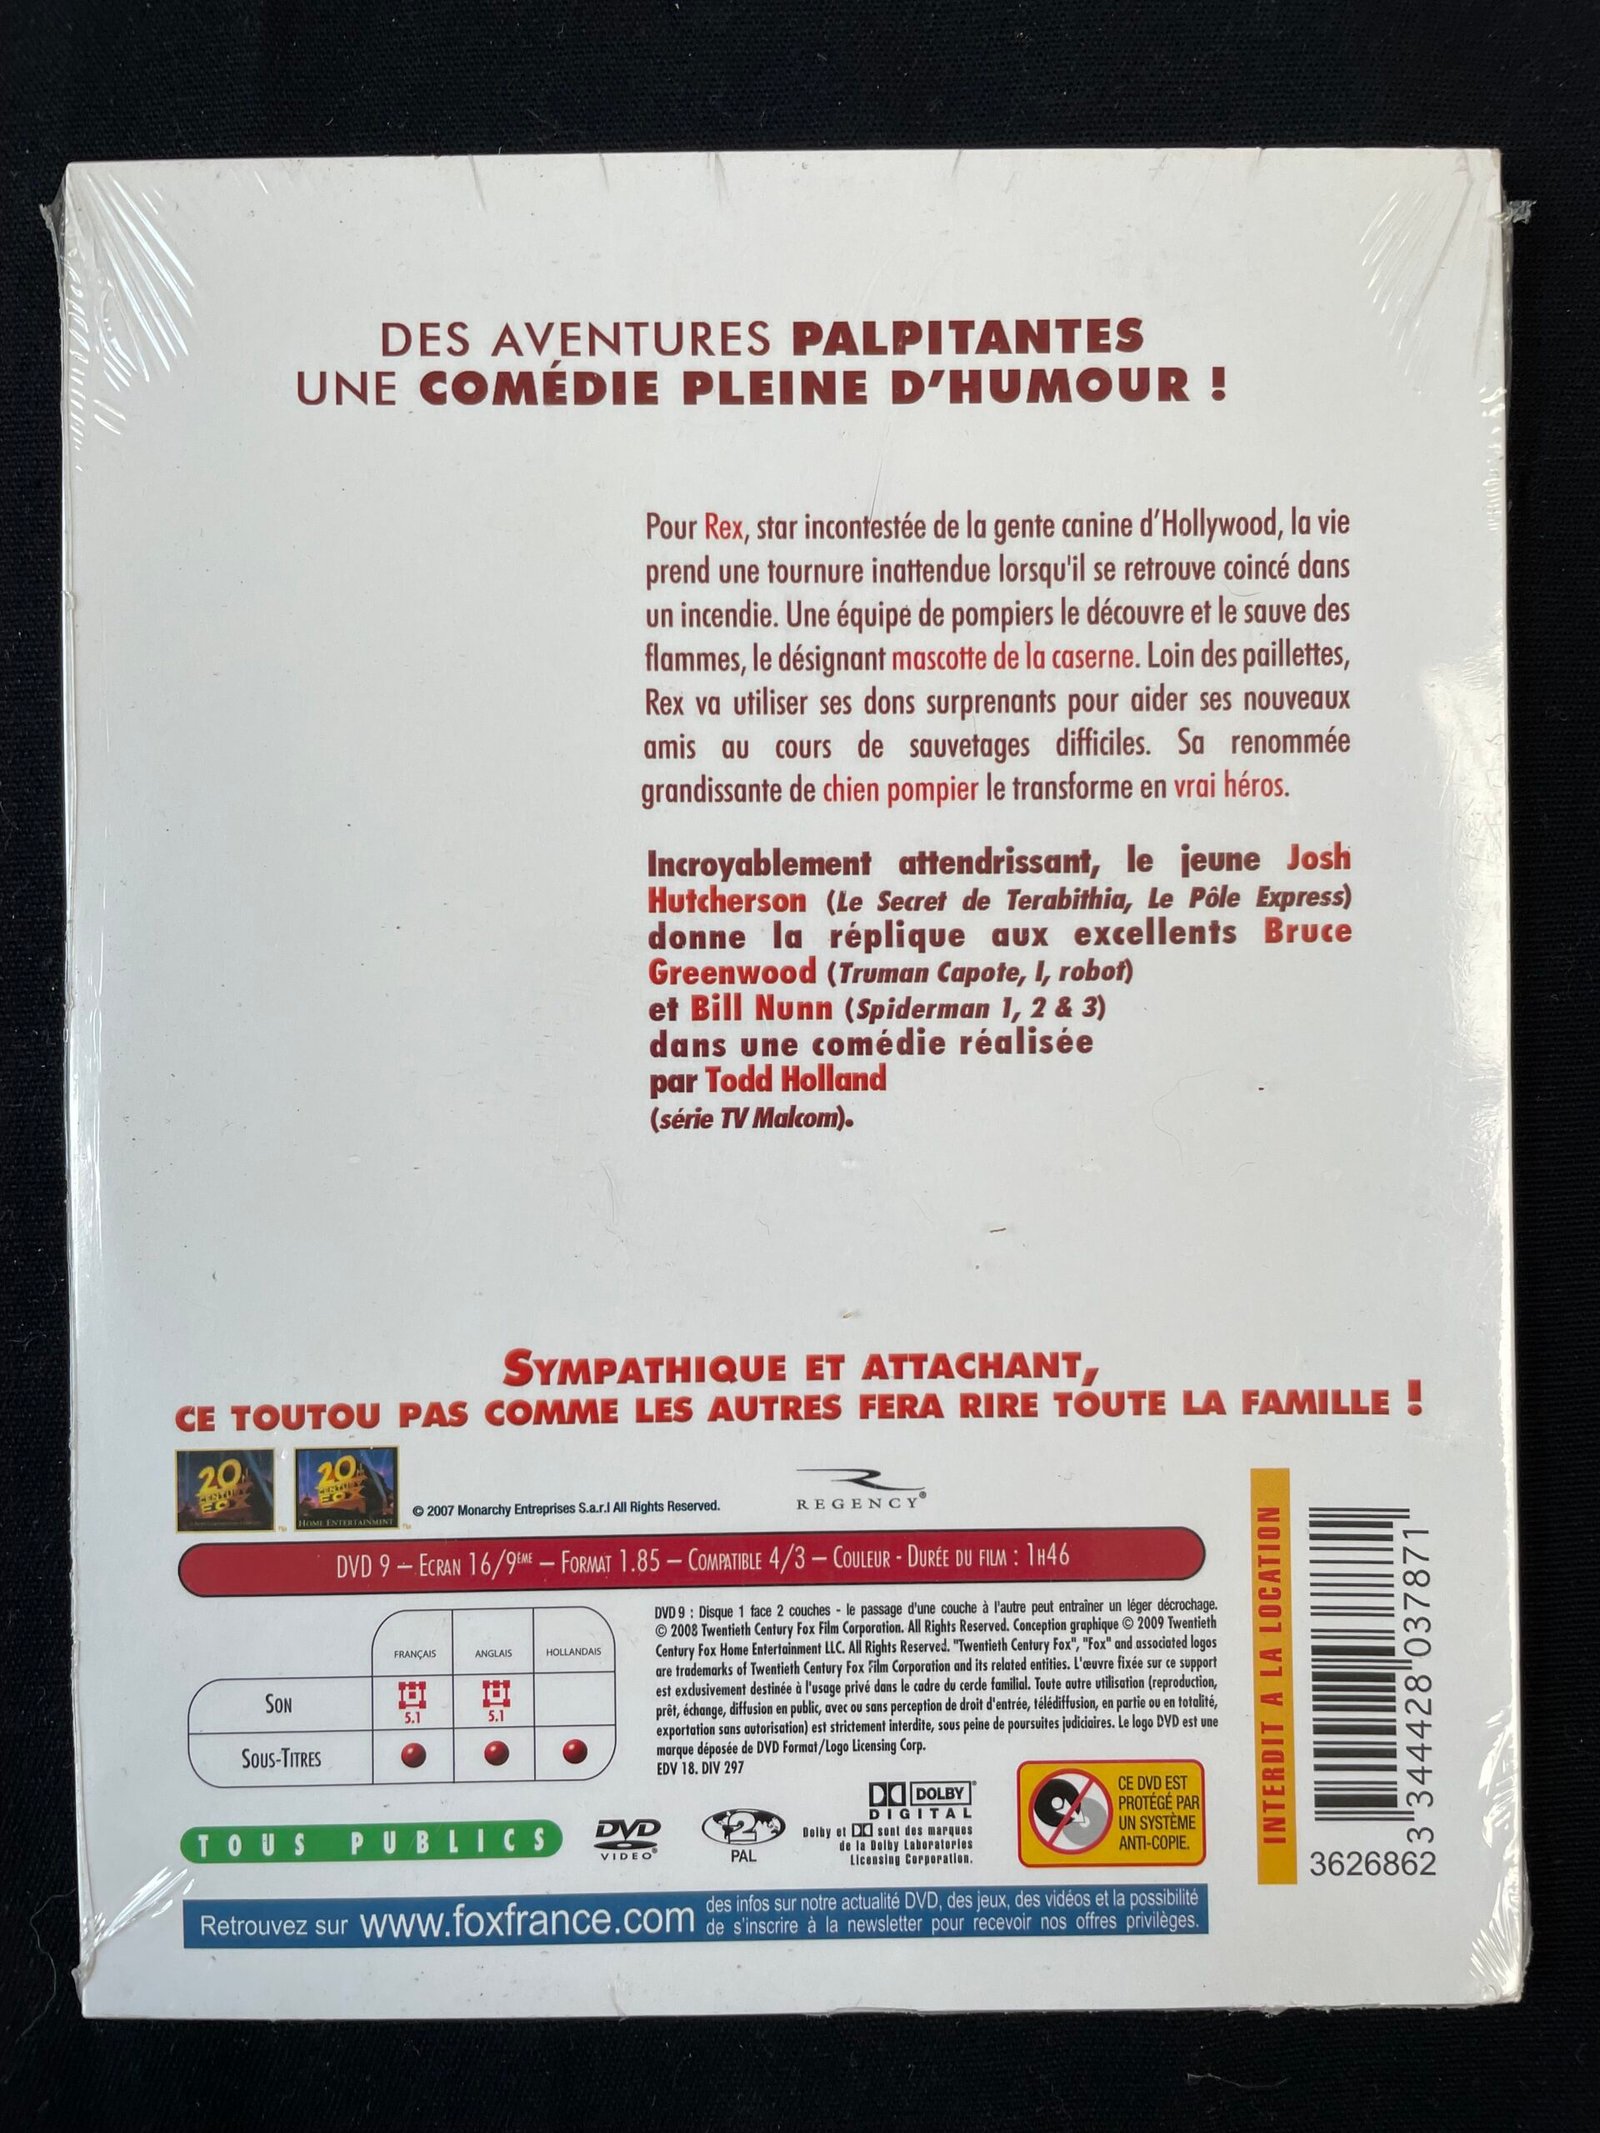 DES AVENTURES PALPITANTES
UNE COMÉDIE PLEINE D'HUMOUR !
Pour Rex, star incontestée de la gente canine d'Hollywood, la vie
prend une tournure inattendue lorsqu'il se retrouve coincé dans
un incendie. Une équipe de pompiers le découvre et le sauve des
flammes, le désignant mascotte de la caserne. Loin des paillettes,
Rex va utiliser ses dons surprenants pour aider ses nouveaux
amis au cours de sauvetages difficiles. Sa renommée
grandissante de chien pompier le transforme en vrai héros.
Incroyablement attendrissant, le jeune Josh
Hutcherson (Le Secret de Terabithia, Le Pôle Express)
donne la réplique aux excellents Bruce
Greenwood (Truman Capote, I, robot)
et Bill Nunn (Spiderman 1, 2 & 3)
dans une comédie réalisée
par Todd Holland
(série TV Malcom).
SYMPATHIQUE ET ATTACHANT,
CE TOUTOU PAS COMME LES AUTRES FERA RIRE TOUTE LA FAMILLE !
20 CENTURY FOX
20 CENTURY FOX
HOME ENTERTAINMENT
© 2007 Monarchy Entreprises S.a.r.l All Rights Reserved.
REGENCY®
DVD 9 – ECRAN 16/9ÈME – FORMAT 1.85 – COMPATIBLE 4/3 – COULEUR - DURÉE DU FILM : 1H46
FRANÇAIS ANGLAIS HOLLANDAIS
SON 5.1 5.1
SOUS-TITRES
DVD 9 : Disque 1 face 2 couches - le passage d'une couche à l'autre peut entraîner un léger décrochage.
© 2008 Twentieth Century Fox Film Corporation. All Rights Reserved. Conception graphique © 2009 Twentieth
Century Fox Home Entertainment LLC. All Rights Reserved. "Twentieth Century Fox", "Fox" and associated logos
are trademarks of Twentieth Century Fox Film Corporation and its related entities. L'œuvre fixée sur ce support
est exclusivement destinée à l'usage privé dans le cadre du cercle familial. Toute autre utilisation (reproduction,
prêt, échange, diffusion en public, avec ou sans perception de droit d'entrée, télédiffusion, en partie ou en totalité,
exportation sans autorisation) est strictement interdite, sous peine de poursuites judiciaires. Le logo DVD est une
marque déposée de DVD Format/Logo Licensing Corp.
EDV 18. DIV 297
TOUS PUBLICS
DVD
VIDEO®
2
PAL
DOLBY®
DIGITAL
Dolby et DD sont des marques
de la Dolby Laboratories
Licensing Corporation.
CE DVD EST
PROTÉGÉ PAR
UN SYSTÈME
ANTI-COPIE.
INTERDIT A LA LOCATION
3 344428 037871
3626862
Retrouvez sur www.foxfrance.com
des infos sur notre actualité DVD, des jeux, des vidéos et la possibilité
de s'inscrire à la newsletter pour recevoir nos offres privilèges.